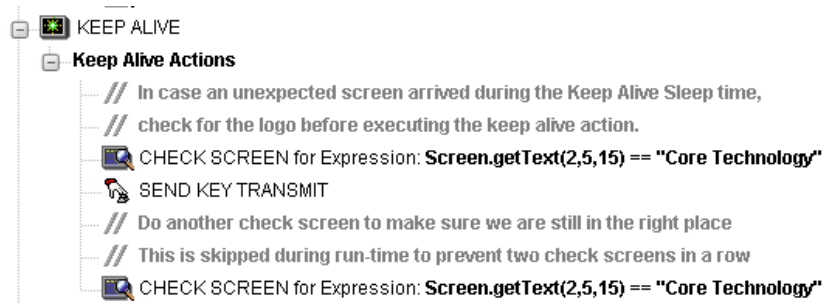 KEEP ALIVE
Keep Alive Actions
// In case an unexpected screen arrived during the Keep Alive Sleep time,
// check for the logo before executing the keep alive action.
CHECK SCREEN for Expression: Screen.getText(2,5,15) == "Core Technology"
SEND KEY TRANSMIT
// Do another check screen to make sure we are still in the right place
// This is skipped during run-time to prevent two check screens in a row
CHECK SCREEN for Expression: Screen.getText(2,5,15) == "Core Technology"